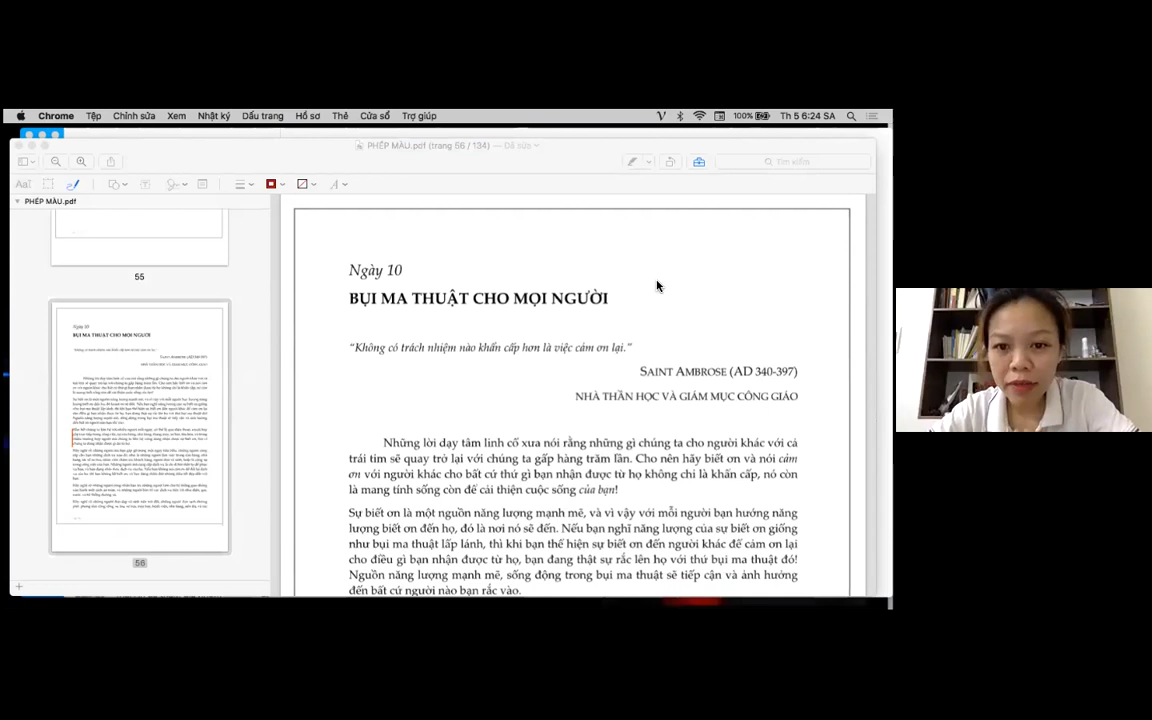 Chrome Tệp Chỉnh sửa Xem Nhật ký Dấu trang Hồ sơ Thẻ Cửa sổ Trợ giúp 100% Th 5 6:24 SA
PHÉP MÀU.pdf (trang 56 / 134) — Đã sửa
Tìm kiếm
PHÉP MÀU.pdf
55
Ngày 10
BỤI MA THUẬT CHO MỌI NGƯỜI
56
Ngày 10
BỤI MA THUẬT CHO MỌI NGƯỜI
“Không có trách nhiệm nào khẩn cấp hơn là việc cảm ơn lại.”
SAINT AMBROSE (AD 340-397)
NHÀ THẦN HỌC VÀ GIÁM MỤC CÔNG GIÁO
Những lời dạy tâm linh cổ xưa nói rằng những gì chúng ta cho người khác với cả
trái tim sẽ quay trở lại với chúng ta gấp hàng trăm lần. Cho nên hãy biết ơn và nói cảm
ơn với người khác cho bất cứ thứ gì bạn nhận được từ họ không chỉ là khẩn cấp, nó còn
là mang tính sống còn để cải thiện cuộc sống của bạn!
Sự biết ơn là một nguồn năng lượng mạnh mẽ, và vì vậy với mỗi người bạn hướng năng
lượng biết ơn đến họ, đó là nơi nó sẽ đến. Nếu bạn nghĩ năng lượng của sự biết ơn giống
như bụi ma thuật lấp lánh, thì khi bạn thể hiện sự biết ơn đến người khác để cảm ơn lại
cho điều gì bạn nhận được từ họ, bạn đang thật sự rắc lên họ với thứ bụi ma thuật đó!
Nguồn năng lượng mạnh mẽ, sống động trong bụi ma thuật sẽ tiếp cận và ảnh hưởng
đến bất cứ người nào bạn rắc vào.